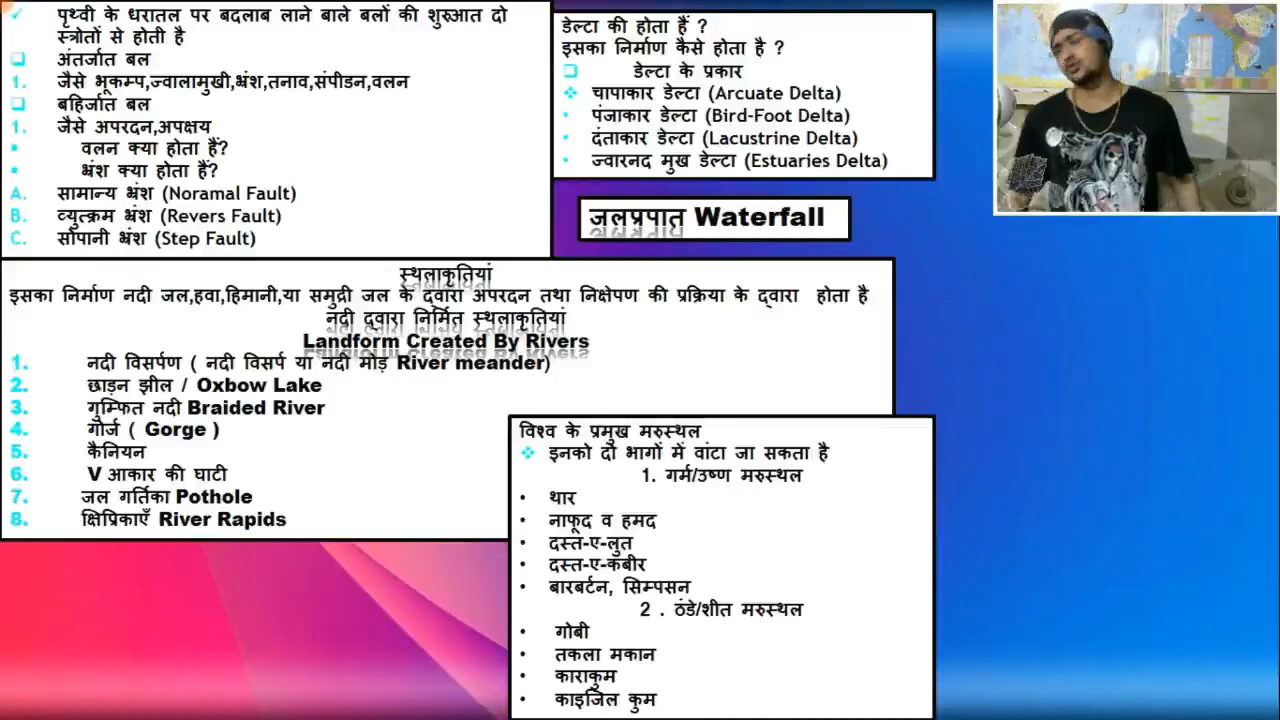 पृथ्वी के धरातल पर बदलाब लाने बाले बलों की शुरुआत दो
स्त्रोतों से होती है
अंतर्जात बल
1. जैसे भूकम्प,ज्वालामुखी,भ्रंश,तनाव,संपीडन,वलन
बहिर्जात बल
1. जैसे अपरदन,अपक्षय
वलन क्या होता हैं?
भ्रंश क्या होता हैं?
A. सामान्य भ्रंश (Noramal Fault)
B. व्युत्क्रम भ्रंश (Revers Fault)
C. सोपानी भ्रंश (Step Fault)
डेल्टा की होता हैं ?
इसका निर्माण कैसे होता है ?
डेल्टा के प्रकार
चापाकार डेल्टा (Arcuate Delta)
पंजाकार डेल्टा (Bird-Foot Delta)
दंताकार डेल्टा (Lacustrine Delta)
ज्वारनद मुख डेल्टा (Estuaries Delta)
जलप्रपात Waterfall
स्थलाकृतियां
इसका निर्माण नदी जल,हवा,हिमानी,या समुद्री जल के द्वारा अपरदन तथा निक्षेपण की प्रक्रिया के द्वारा होता है
नदी द्वारा निर्मित स्थलाकृतियां
Landform Created By Rivers
1. नदी विसर्पण ( नदी विसर्प या नदी मोड़ River meander)
2. छाड़न झील / Oxbow Lake
3. गुम्फित नदी Braided River
4. गॉर्ज ( Gorge )
5. कैनियन
6. V आकार की घाटी
7. जल गर्तिका Pothole
8. क्षिप्रिकाएँ River Rapids
विश्व के प्रमुख मरुस्थल
इनको दो भागों में वांटा जा सकता है
1. गर्म/उष्ण मरुस्थल
थार
नाफूद व हमद
दस्त-ए-लुत
दस्त-ए-कबीर
बारबर्टन, सिम्पसन
2 . ठंडे/शीत मरुस्थल
गोबी
तकला मकान
काराकुम
काइजिल कुम